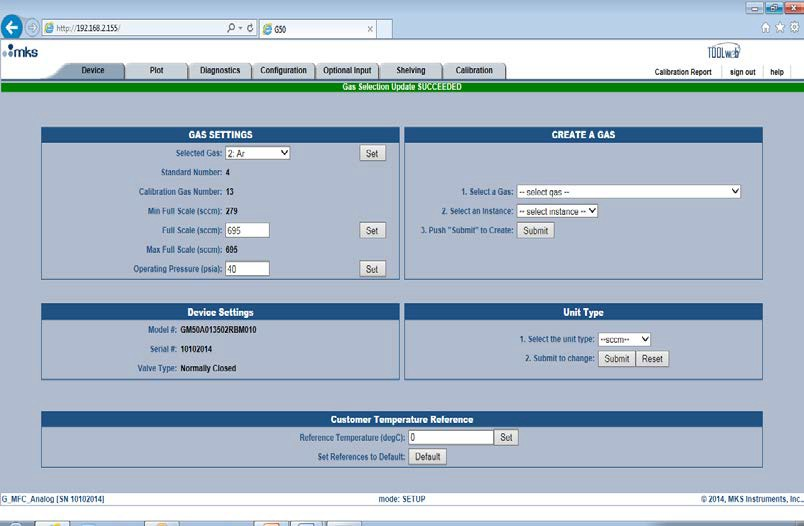 http://192.168.2.155/
G50
mks
TOOLweb
Device Plot Diagnostics Configuration Optional Input Shelving Calibration
Calibration Report sign out help
Gas Selection Update SUCCEEDED
GAS SETTINGS
Selected Gas: 2: Ar Set
Standard Number: 4
Calibration Gas Number: 13
Min Full Scale (sccm): 279
Full Scale (sccm): 695 Set
Max Full Scale (sccm): 695
Operating Pressure (psia): 40 Set
CREATE A GAS
1. Select a Gas: -- select gas --
2. Select an Instance: -- select instance --
3. Push "Submit" to Create: Submit
Device Settings
Model #: GM50A013502RBM010
Serial #: 10102014
Valve Type: Normally Closed
Unit Type
1. Select the unit type: --sccm--
2. Submit to change: Submit Reset
Customer Temperature Reference
Reference Temperature (degC): 0 Set
Set References to Default: Default
G_MFC_Analog [SN 10102014] mode: SETUP © 2014, MKS Instruments, Inc..